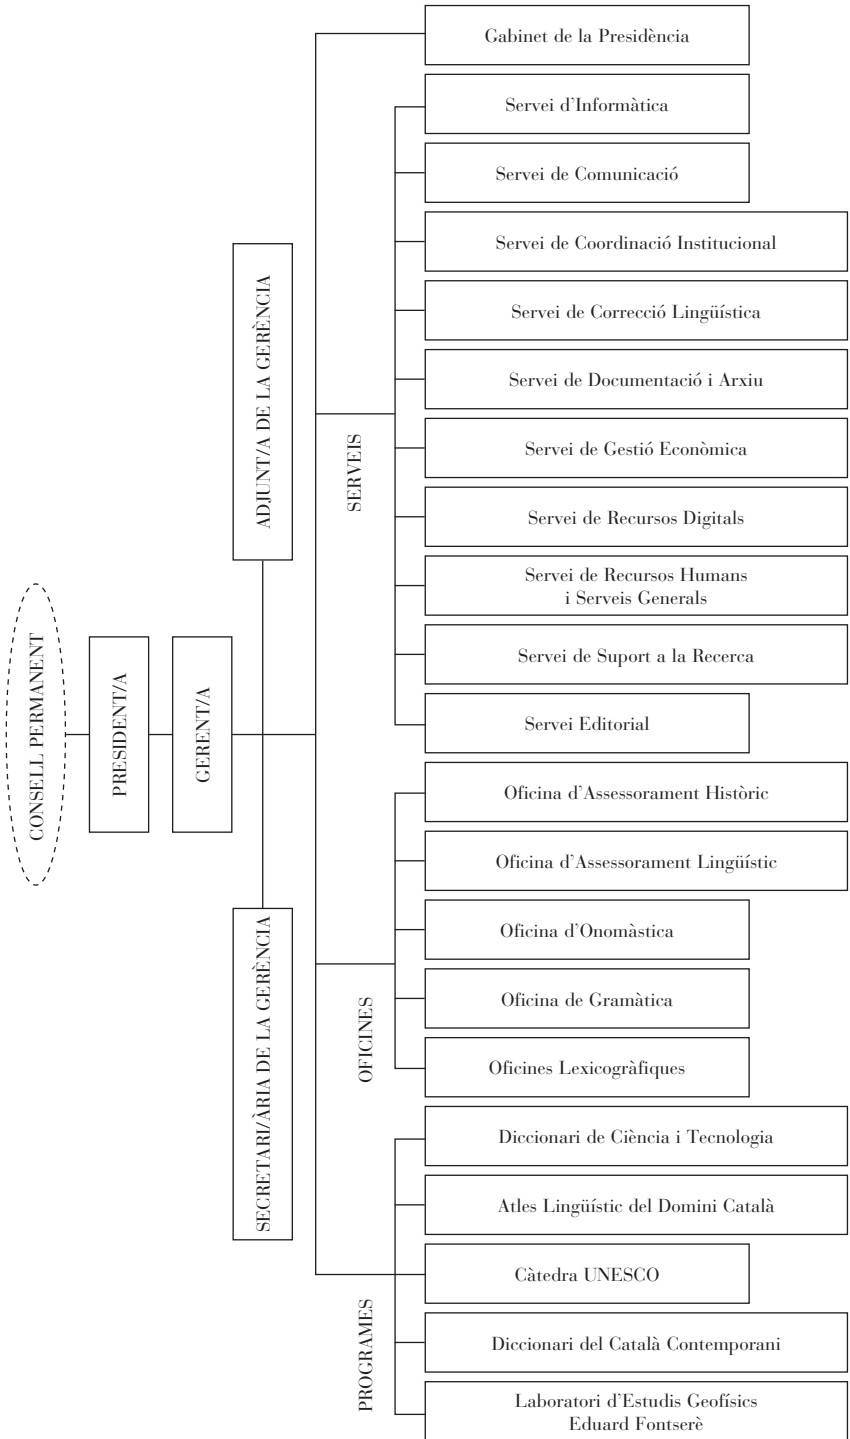 CONSELL PERMANENT
PRESIDENT/A
GERENT/A
SECRETARI/ÀRIA DE LA GERÈNCIA
ADJUNT/A DE LA GERÈNCIA
Gabinet de la Presidència
SERVEIS
Servei d’Informàtica
Servei de Comunicació
Servei de Coordinació Institucional
Servei de Correcció Lingüística
Servei de Documentació i Arxiu
Servei de Gestió Econòmica
Servei de Recursos Digitals
Servei de Recursos Humans
i Serveis Generals
Servei de Suport a la Recerca
Servei Editorial
OFICINES
Oficina d’Assessorament Històric
Oficina d’Assessorament Lingüístic
Oficina d’Onomàstica
Oficina de Gramàtica
Oficines Lexicogràfiques
PROGRAMES
Diccionari de Ciència i Tecnologia
Atles Lingüístic del Domini Català
Càtedra UNESCO
Diccionari del Català Contemporani
Laboratori d'Estudis Geofísics
Eduard Fontserè